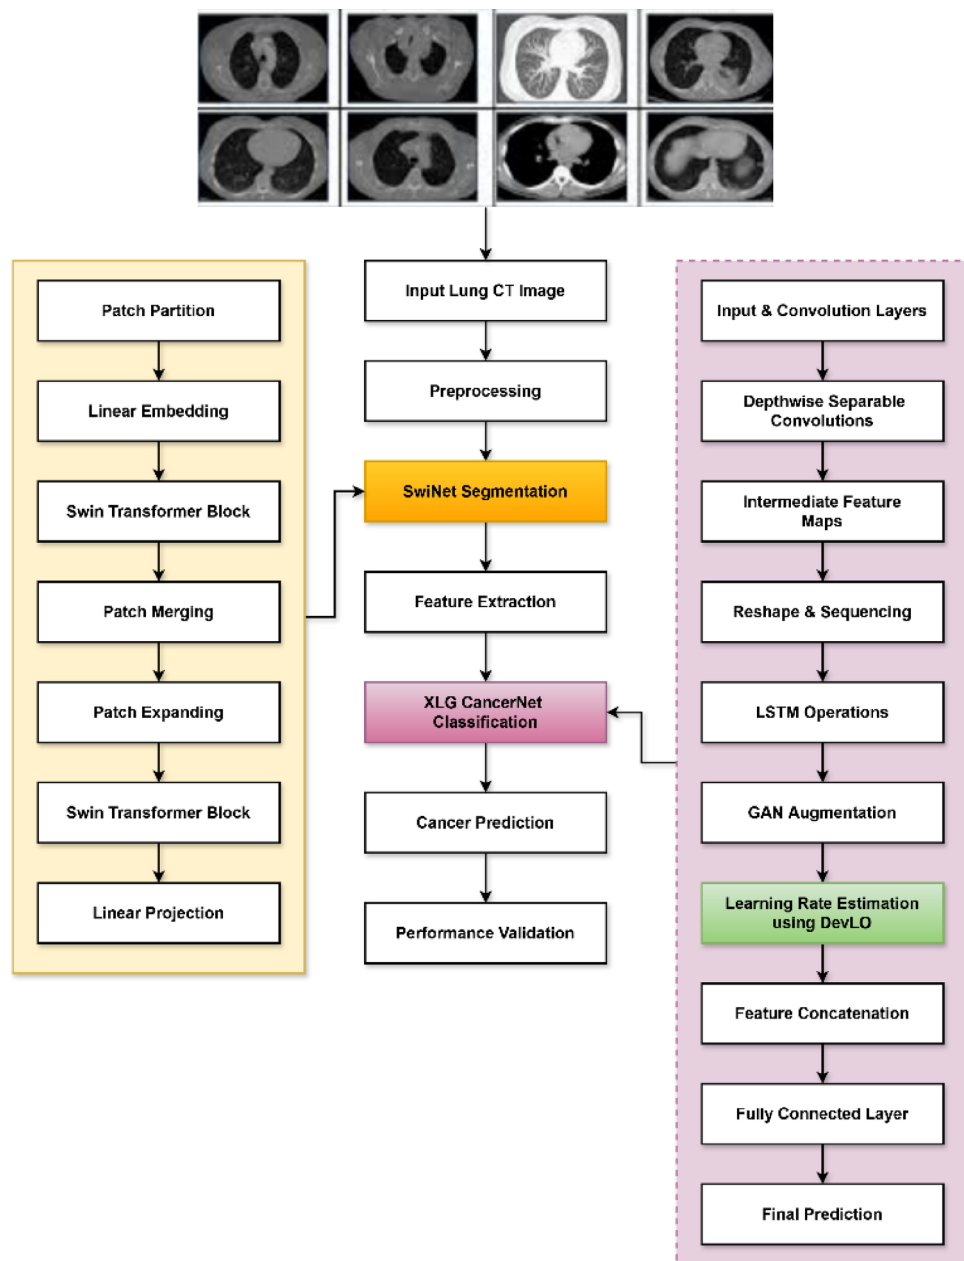 Patch Partition
Linear Embedding
Swin Transformer Block
Patch Merging
Patch Expanding
Swin Transformer Block
Linear Projection
Input Lung CT Image
Preprocessing
SwiNet Segmentation
Feature Extraction
XLG CancerNet
Classification
Cancer Prediction
Performance Validation
Input & Convolution Layers
Depthwise Separable
Convolutions
Intermediate Feature
Maps
Reshape & Sequencing
LSTM Operations
GAN Augmentation
Learning Rate Estimation
using DevLO
Feature Concatenation
Fully Connected Layer
Final Prediction